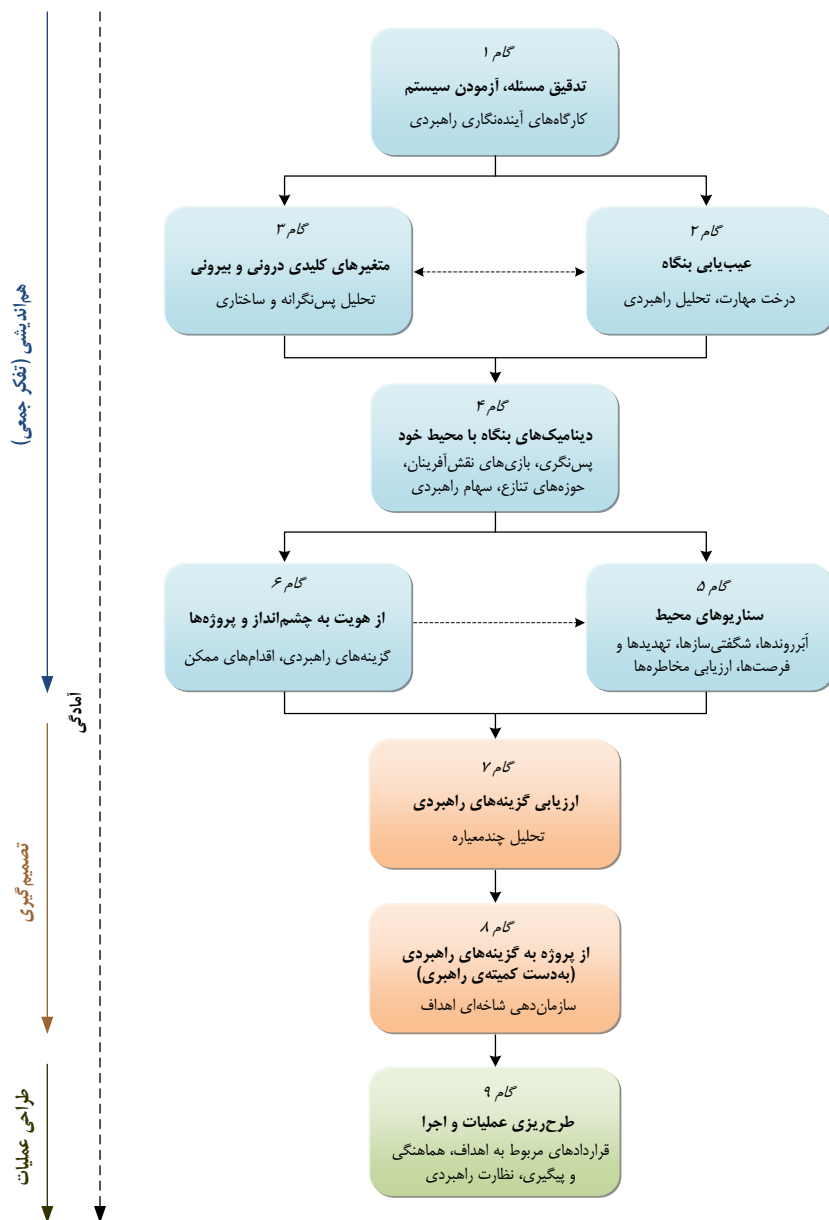 گام ۱
تدقیق مسئله، آزمودن سیستم
کارگاه‌های آینده‌نگاری راهبردی
گام ۲
عیب‌یابی بنگاه
درخت مهارت، تحلیل راهبردی
گام ۳
متغیرهای کلیدی درونی و بیرونی
تحلیل پس‌نگرانه و ساختاری
گام ۴
دینامیک‌های بنگاه با محیط خود
پس‌نگری، بازی‌های نقش‌آفرینان،
حوزه‌های تنازع، سهام راهبردی
گام ۵
سناریوهای محیط
آبَرروندها، شگفتی‌سازها، تهدیدها و
فرصت‌ها، ارزیابی مخاطره‌ها
گام ۶
از هویت به چشم‌انداز و پروژه‌ها
گزینه‌های راهبردی، اقدام‌های ممکن
گام ۷
ارزیابی گزینه‌های راهبردی
تحلیل چندمعیاره
گام ۸
از پروژه به گزینه‌های راهبردی
(به‌دست کمیته‌ی راهبری)
سازمان‌دهی شاخه‌ای اهداف
گام ۹
طرح‌ریزی عملیات و اجرا
قراردادهای مربوط به اهداف، هماهنگی
و پیگیری، نظارت راهبردی
آمادگی
هم‌اندیشی (تفکر جمعی)
تصمیم‌گیری
طراحی عملیات